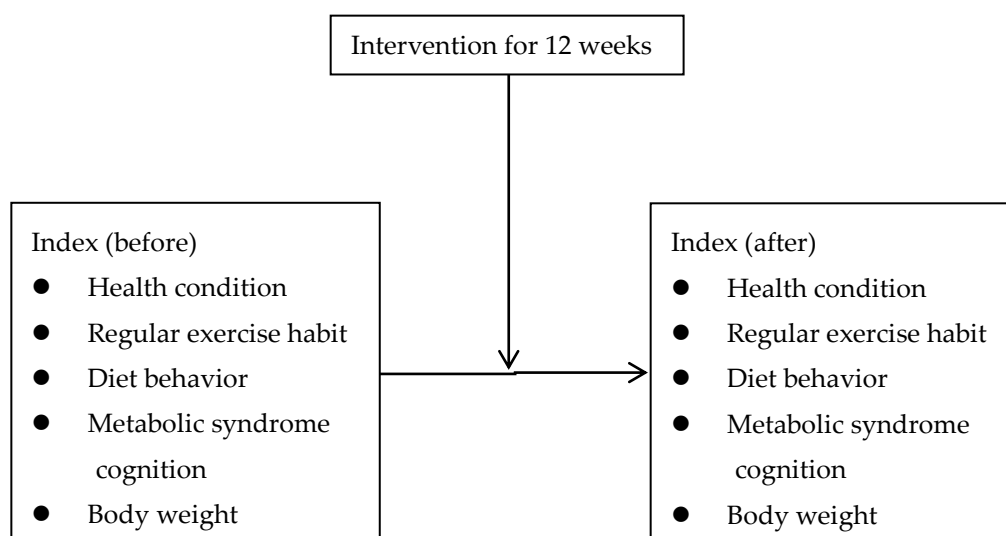 Intervention for 12 weeks
Index (before)
● Health condition
● Regular exercise habit
● Diet behavior
● Metabolic syndrome
cognition
● Body weight
Index (after)
● Health condition
● Regular exercise habit
● Diet behavior
● Metabolic syndrome
cognition
● Body weight